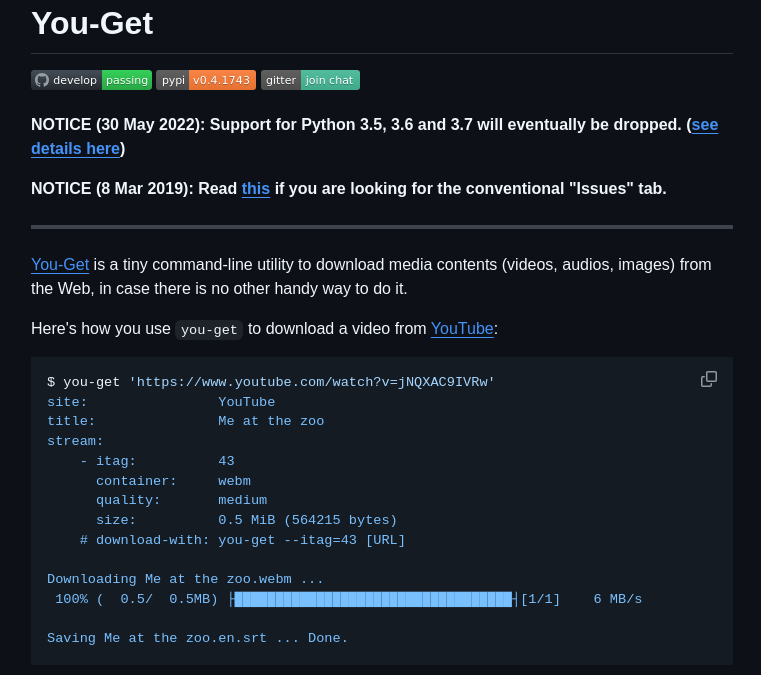 You-Get
develop passing pypi v0.4.1743 gitter join chat
NOTICE (30 May 2022): Support for Python 3.5, 3.6 and 3.7 will eventually be dropped. (see
details here)
NOTICE (8 Mar 2019): Read this if you are looking for the conventional "Issues" tab.
You-Get is a tiny command-line utility to download media contents (videos, audios, images) from
the Web, in case there is no other handy way to do it.
Here's how you use you-get to download a video from YouTube:
$ you-get 'https://www.youtube.com/watch?v=jNQXAC9IVRw'
site:                YouTube
title:               Me at the zoo
stream:
    - itag:          43
      container:     webm
      quality:       medium
      size:          0.5 MiB (564215 bytes)
    # download-with: you-get --itag=43 [URL]
Downloading Me at the zoo.webm ...
 100% (  0.5/  0.5MB) ├██████████████████████████████████┤[1/1]    6 MB/s
Saving Me at the zoo.en.srt ... Done.